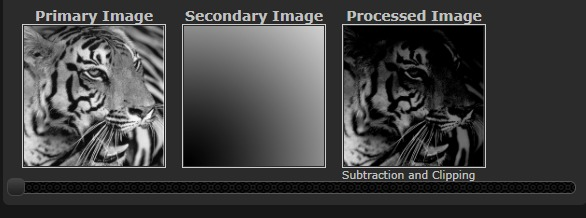 Primary Image
Secondary Image
Processed Image
Subtraction and Clipping